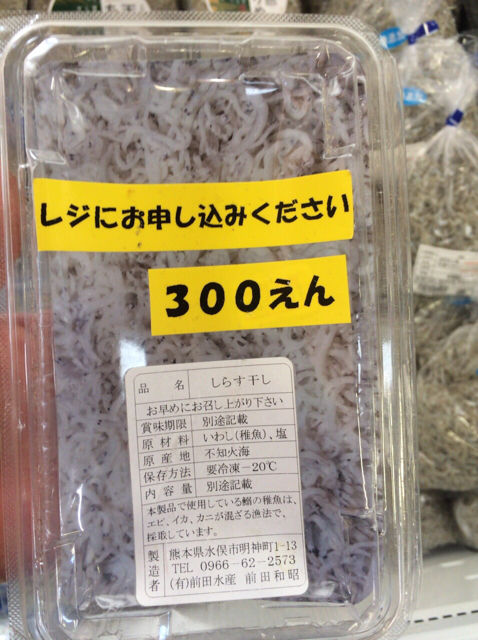 レジにお申し込みください
300えん
品名 しらす干し
お早めにお召し上がり下さい
賞味期限 別途記載
原材料 いわし(稚魚)、塩
原産地 不知火海
保存方法 要冷凍-20℃
内容量 別途記載
本製品で使用している鰯の稚魚は、
エビ、イカ、カニが混ざる漁法で、
採取しています。
製造者 熊本県水俣市明神町1-13
TEL 0966-62-2573
(有)前田水産 前田和昭